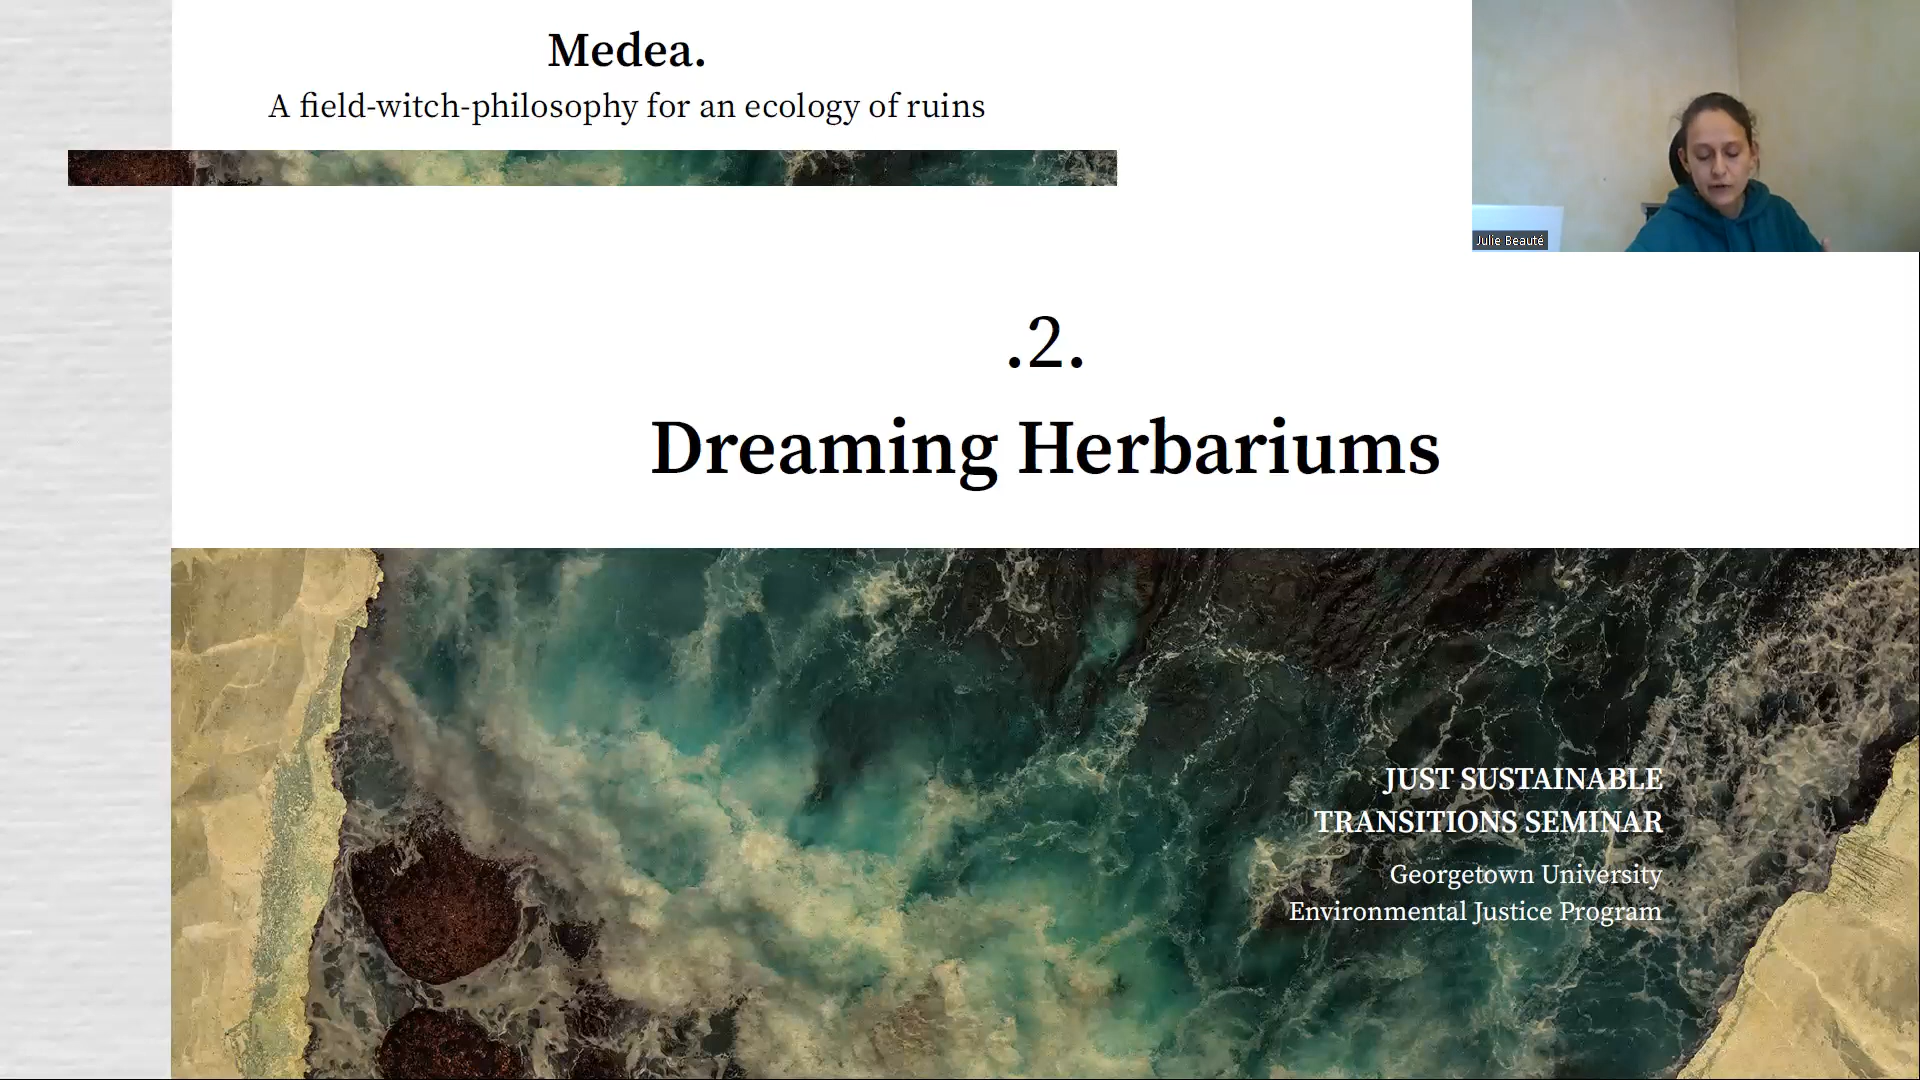 Medea.
A field-witch-philosophy for an ecology of ruins
Julie Beauté
.2.
Dreaming Herbariums
JUST SUSTAINABLE
TRANSITIONS SEMINAR
Georgetown University
Environmental Justice Program